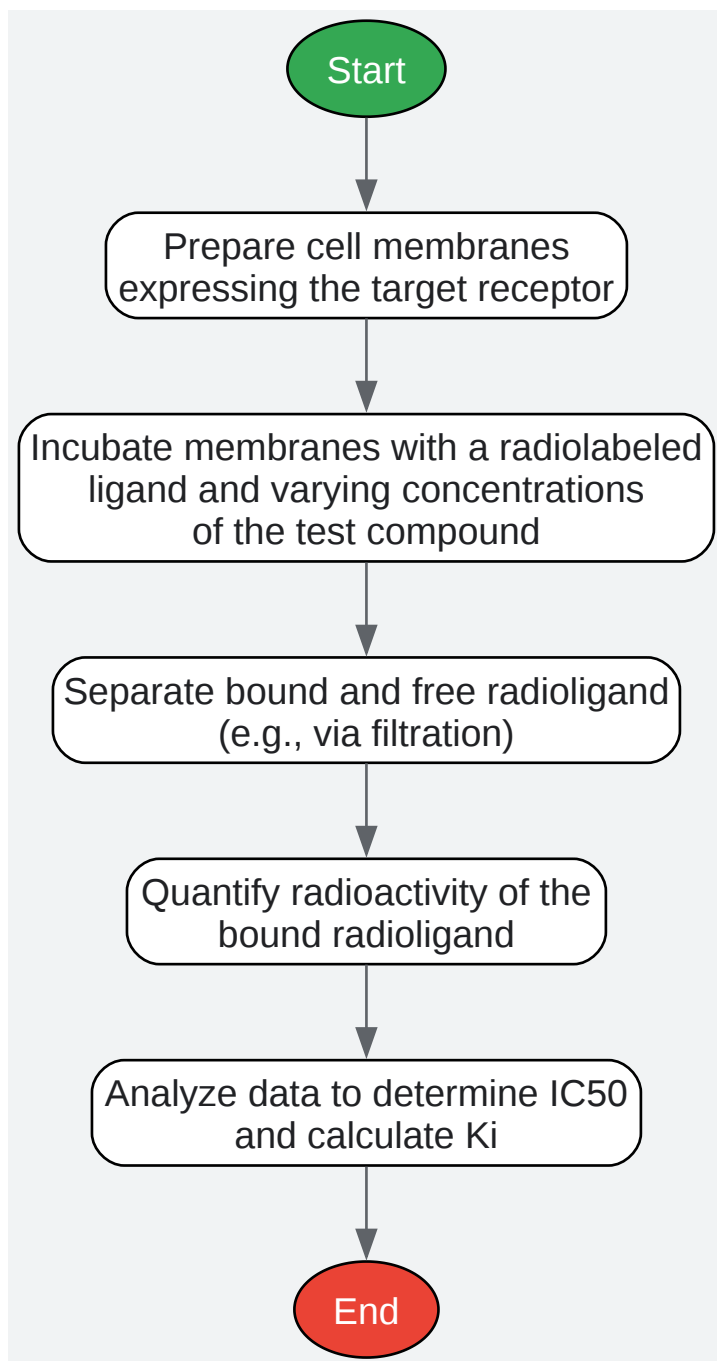 Start
Prepare cell membranes
expressing the target receptor
Incubate membranes with a radiolabeled
ligand and varying concentrations
of the test compound
Separate bound and free radioligand
(e.g., via filtration)
Quantify radioactivity of the
bound radioligand
Analyze data to determine IC50
and calculate Ki
End